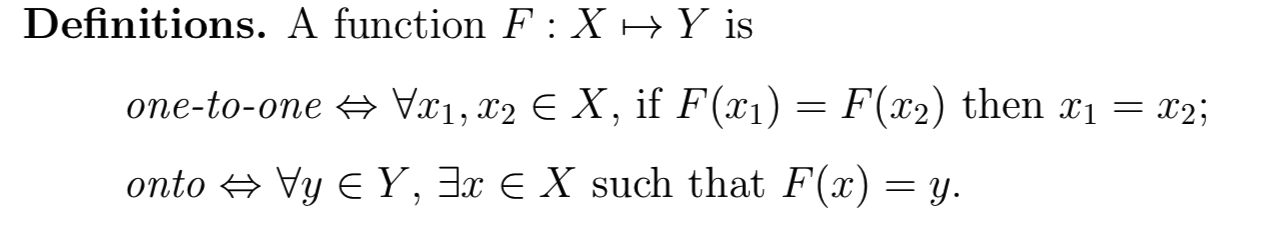 Definitions. A function F : X ↦ Y is
one-to-one ⇔ ∀x₁, x₂ ∈ X, if F(x₁) = F(x₂) then x₁ = x₂;
onto ⇔ ∀y ∈ Y, ∃x ∈ X such that F(x) = y.